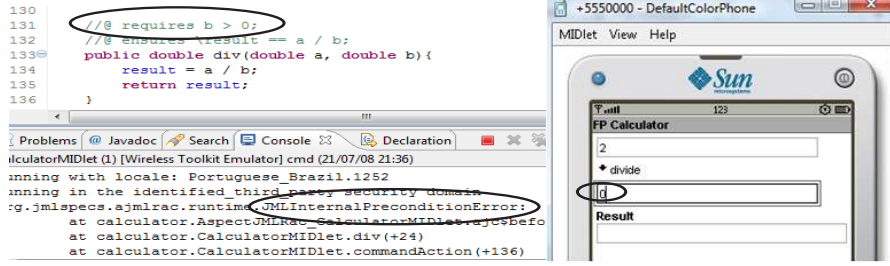 130
131 //@ requires b > 0;
132 //@ ensures \result == a / b;
133 public double div(double a, double b){
134 result = a / b;
135 return result;
136 }
Problems @ Javadoc Search Console Declaration
lculatorMIDlet (1) [Wireless Toolkit Emulator] cmd (21/07/08 21:36)
unning with locale: Portuguese_Brazil.1252
unning in the identified_third_party security domain
rg.jmlspecs.ajmlrac.runtime.JMLInternalPreconditionError:
at calculator.AspectJMLRac_CalculatorMIDlet.ajc$befo
at calculator.CalculatorMIDlet.div(+24)
at calculator.CalculatorMIDlet.commandAction(+136)
+5550000 - DefaultColorPhone
MIDlet View Help
Sun
microsystems
123
FP Calculator
2
divide
0
Result